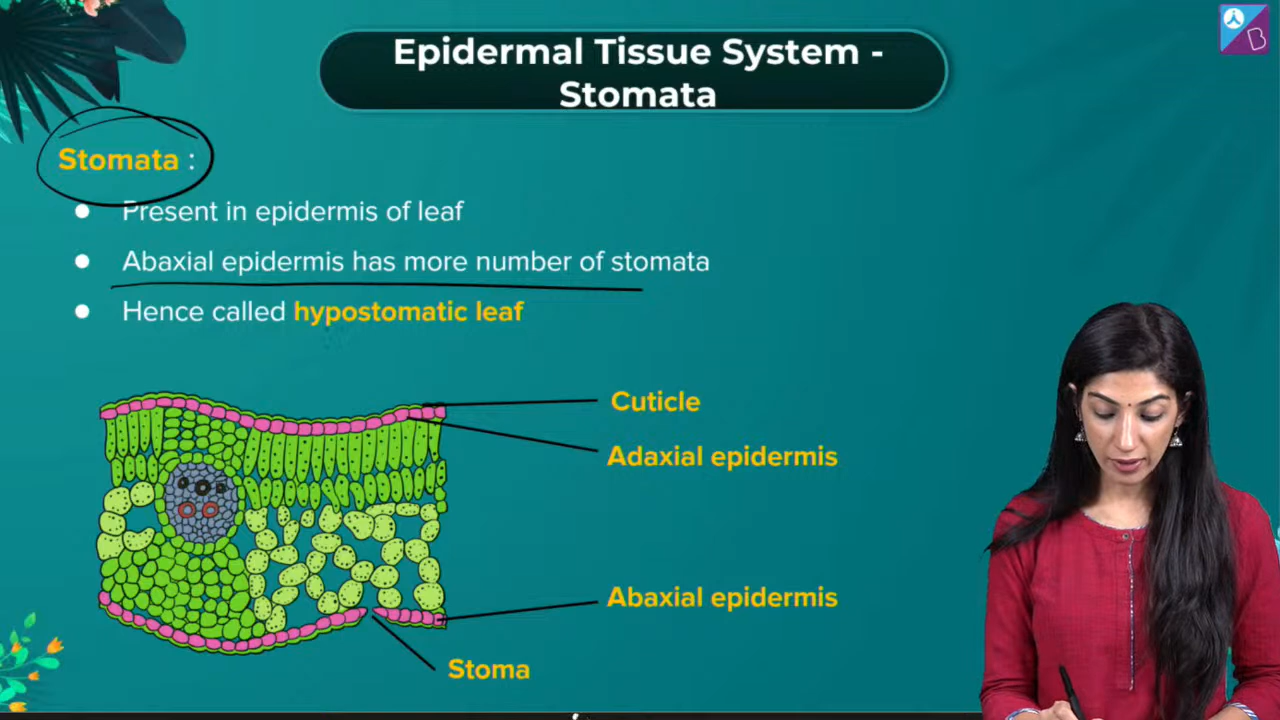 Epidermal Tissue System -
Stomata
Stomata :
Present in epidermis of leaf
Abaxial epidermis has more number of stomata
Hence called hypostomatic leaf
Cuticle
Adaxial epidermis
Abaxial epidermis
Stoma
B